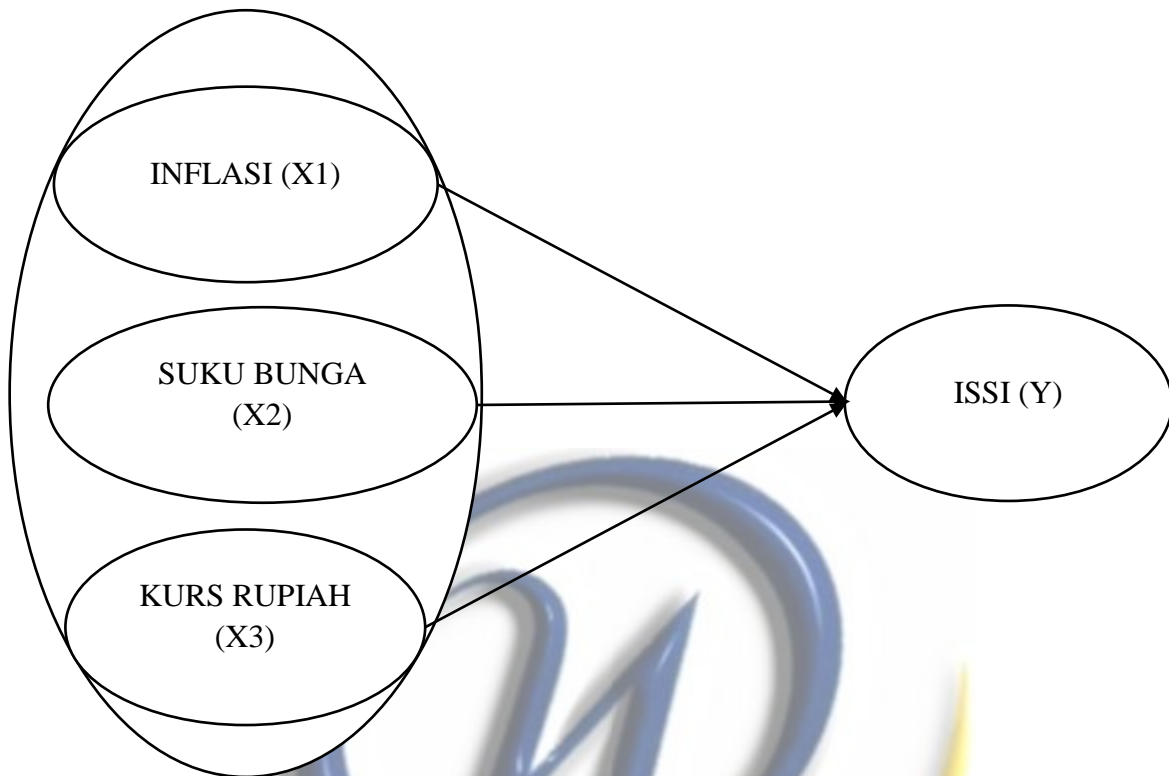 INFLASI (X1)
SUKU BUNGA
(X2)
ISSI (Y)
KURS RUPIAH
(X3)